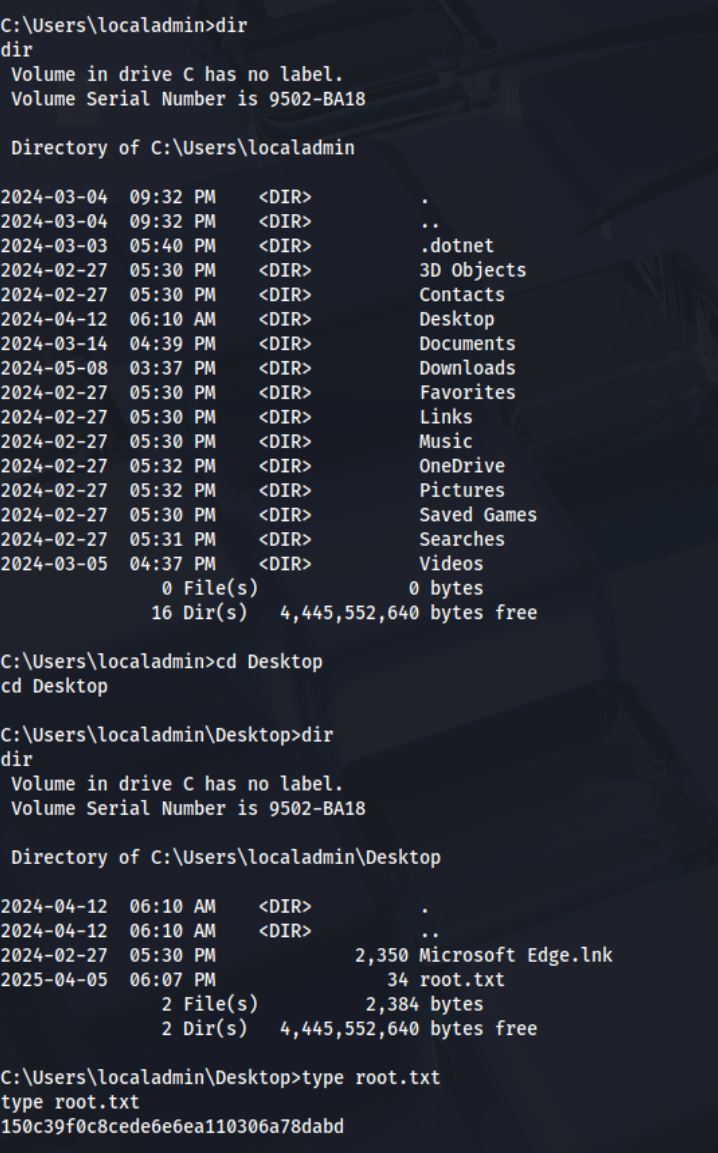 C:\Users\localadmin>dir
dir
 Volume in drive C has no label.
 Volume Serial Number is 9502-BA18

 Directory of C:\Users\localadmin

2024-03-04  09:32 PM    <DIR>          .
2024-03-04  09:32 PM    <DIR>          ..
2024-03-03  05:40 PM    <DIR>          .dotnet
2024-02-27  05:30 PM    <DIR>          3D Objects
2024-02-27  05:30 PM    <DIR>          Contacts
2024-04-12  06:10 AM    <DIR>          Desktop
2024-03-14  04:39 PM    <DIR>          Documents
2024-05-08  03:37 PM    <DIR>          Downloads
2024-02-27  05:30 PM    <DIR>          Favorites
2024-02-27  05:30 PM    <DIR>          Links
2024-02-27  05:30 PM    <DIR>          Music
2024-02-27  05:32 PM    <DIR>          OneDrive
2024-02-27  05:32 PM    <DIR>          Pictures
2024-02-27  05:30 PM    <DIR>          Saved Games
2024-02-27  05:31 PM    <DIR>          Searches
2024-03-05  04:37 PM    <DIR>          Videos
               0 File(s)              0 bytes
              16 Dir(s)   4,445,552,640 bytes free

C:\Users\localadmin>cd Desktop
cd Desktop

C:\Users\localadmin\Desktop>dir
dir
 Volume in drive C has no label.
 Volume Serial Number is 9502-BA18

 Directory of C:\Users\localadmin\Desktop

2024-04-12  06:10 AM    <DIR>          .
2024-04-12  06:10 AM    <DIR>          ..
2024-02-27  05:30 PM             2,350 Microsoft Edge.lnk
2025-04-05  06:07 PM                34 root.txt
               2 File(s)          2,384 bytes
               2 Dir(s)   4,445,552,640 bytes free

C:\Users\localadmin\Desktop>type root.txt
type root.txt
150c39f0c8cede6e6ea110306a78dabd